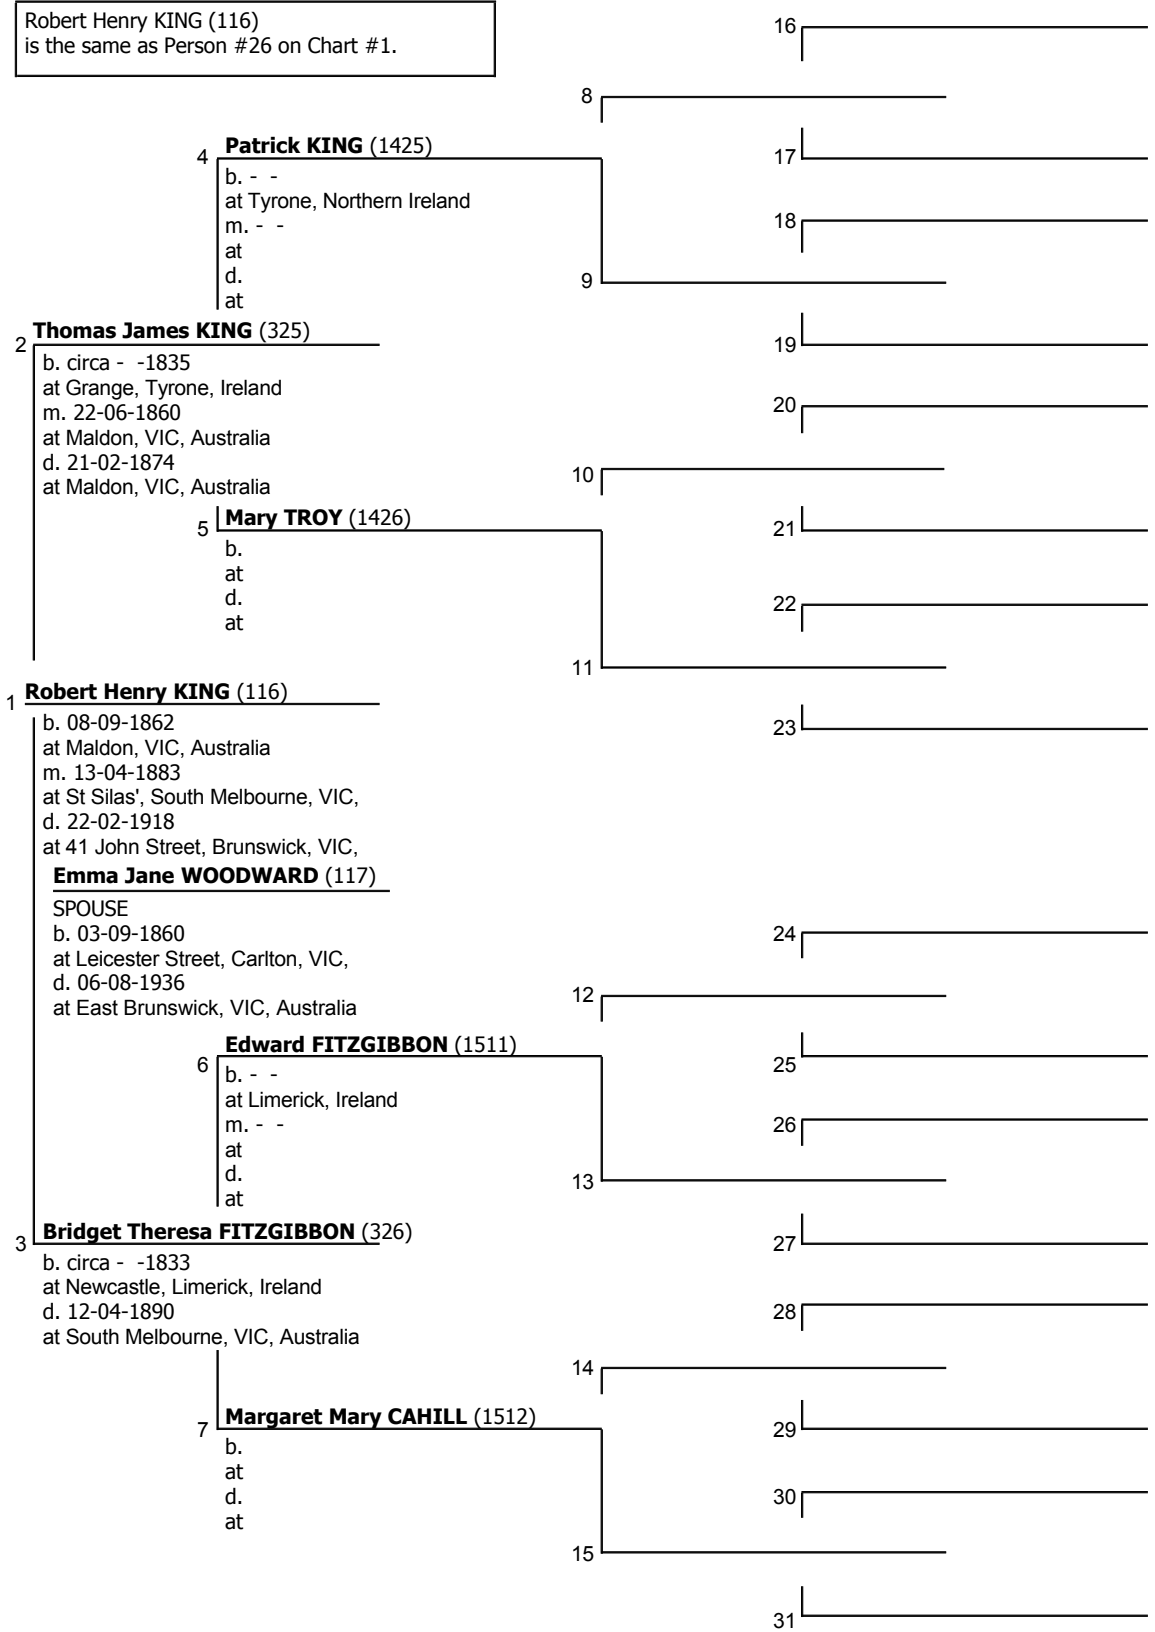 Robert Henry KING (116)
is the same as Person #26 on Chart #1.
16
8
4 Patrick KING (1425)
b. - -
at Tyrone, Northern Ireland
m. - -
at
d.
at
17
18
9
2 Thomas James KING (325)
b. circa - -1835
at Grange, Tyrone, Ireland
m. 22-06-1860
at Maldon, VIC, Australia
d. 21-02-1874
at Maldon, VIC, Australia
19
20
10
5 Mary TROY (1426)
b.
at
d.
at
21
22
11
1 Robert Henry KING (116)
b. 08-09-1862
at Maldon, VIC, Australia
m. 13-04-1883
at St Silas', South Melbourne, VIC,
d. 22-02-1918
at 41 John Street, Brunswick, VIC,
23
Emma Jane WOODWARD (117)
SPOUSE
b. 03-09-1860
at Leicester Street, Carlton, VIC,
d. 06-08-1936
at East Brunswick, VIC, Australia
24
12
6 Edward FITZGIBBON (1511)
b. - -
at Limerick, Ireland
m. - -
at
d.
at
25
26
13
3 Bridget Theresa FITZGIBBON (326)
b. circa - -1833
at Newcastle, Limerick, Ireland
d. 12-04-1890
at South Melbourne, VIC, Australia
27
28
14
7 Margaret Mary CAHILL (1512)
b.
at
d.
at
29
30
15
31